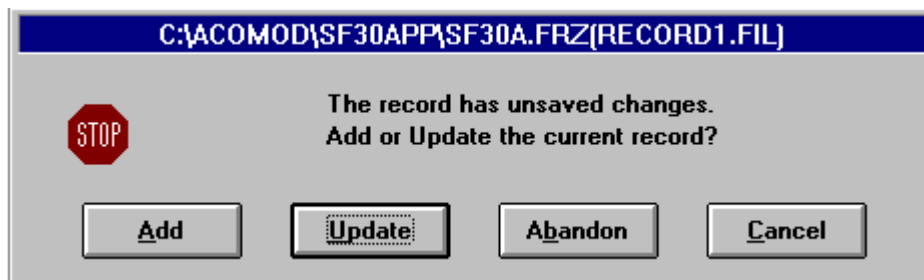 C:\ACOMOD\SF30APP\SF30A.FRZ(RECORD1.FIL)
The record has unsaved changes.
STOP
Add or Update the current record?
Add
Update
Abandon
Cancel